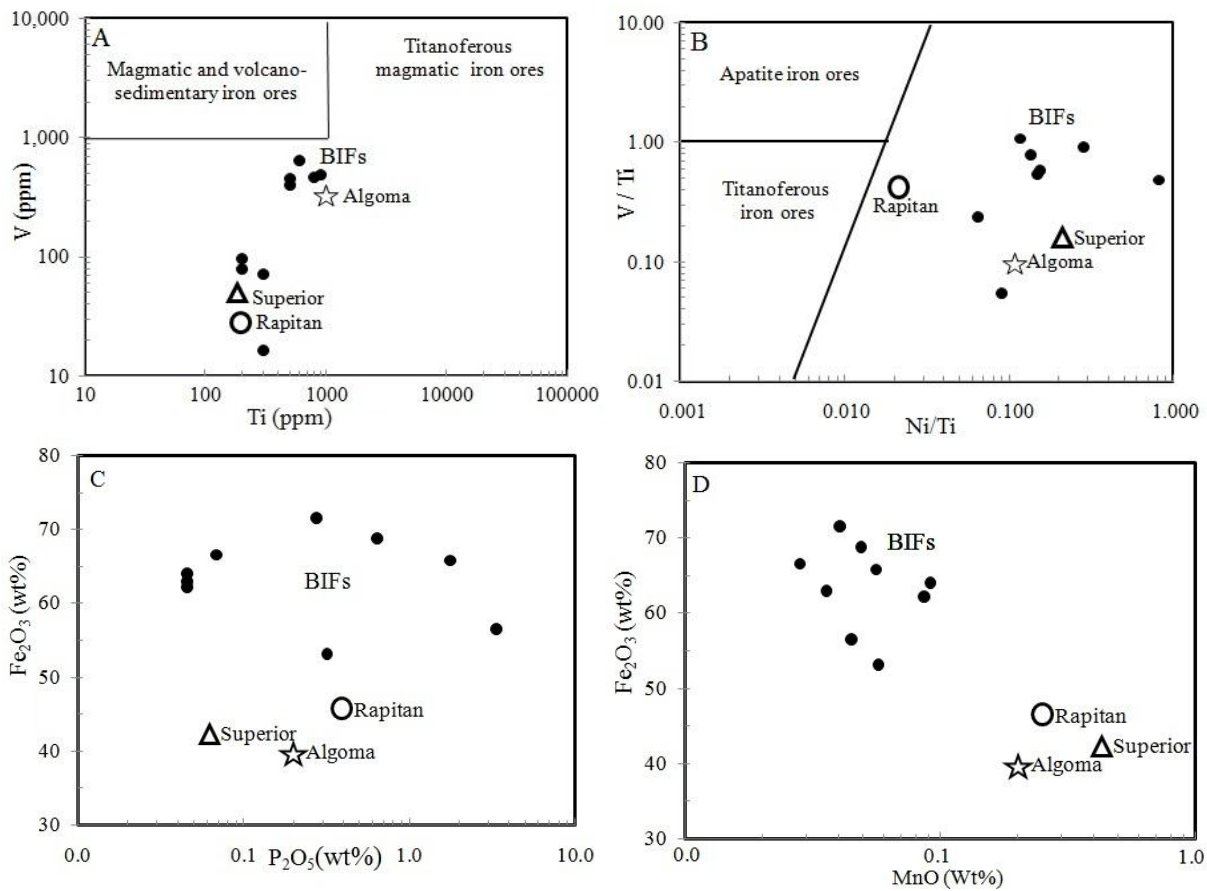 10,000
1,000
100
10
V (ppm)
A
Magmatic and volcano-
sedimentary iron ores
Titanoferous
magmatic iron ores
BIFs
Algoma
Superior
Rapitan
10
100
1000
10000
100000
Ti (ppm)
10.00
1.00
0.10
0.01
V / Ti
B
Apatite iron ores
Titanoferous
iron ores
BIFs
Rapitan
Superior
Algoma
0.001
0.010
0.100
1.000
Ni/Ti
80
70
60
50
40
30
Fe2O3 (wt%)
C
BIFs
Rapitan
Superior
Algoma
0.0
0.1
1.0
10.0
P2O5(wt%)
80
70
60
50
40
30
Fe2O3 (wt%)
D
BIFs
Rapitan
Superior
Algoma
0.0
0.1
1.0
MnO (Wt%)